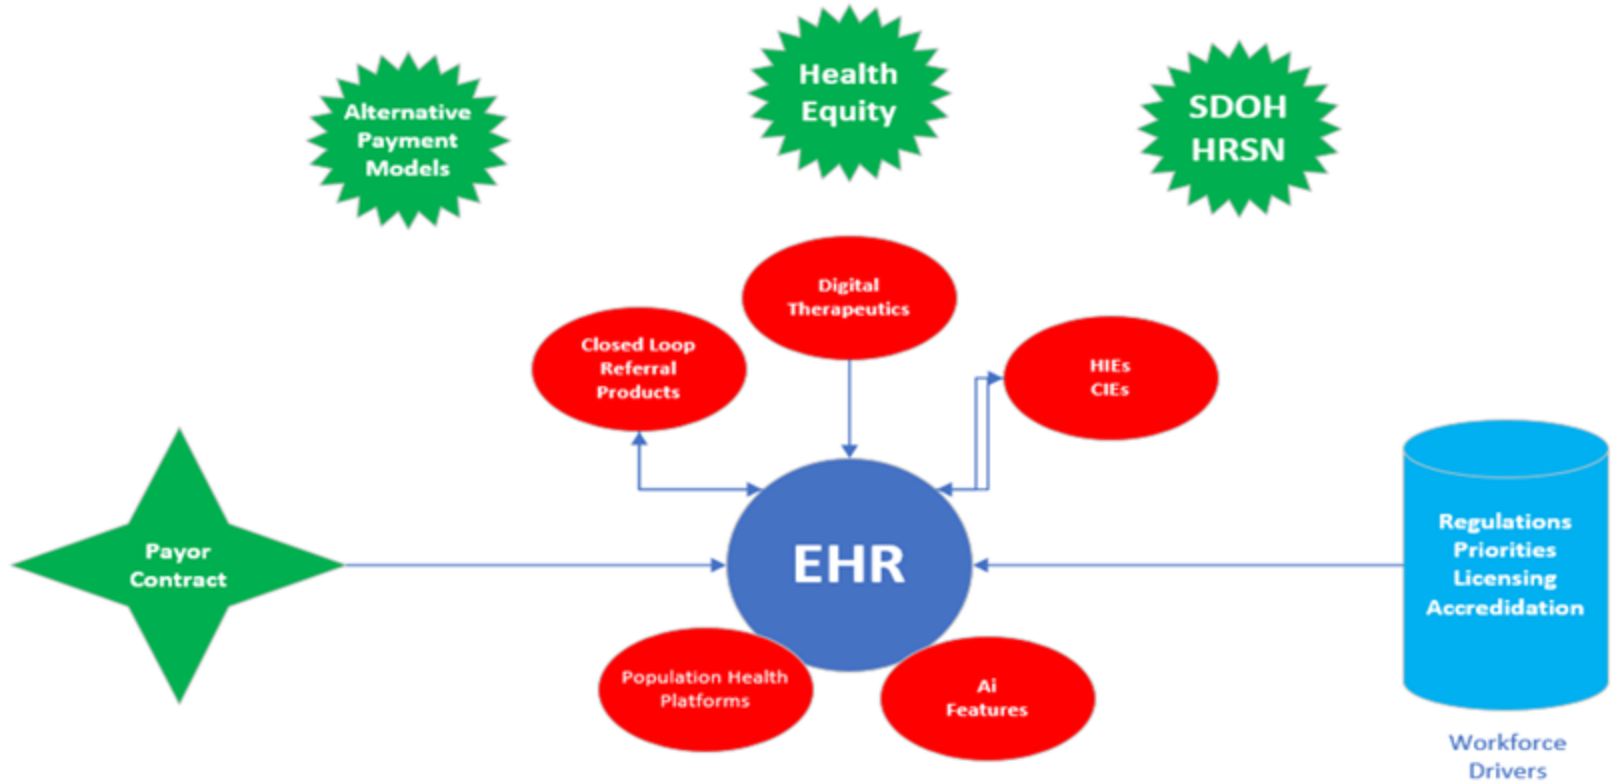 Health
Equity
Alternative
Payment
Models
SDOH
HRSN
Digital
Therapeutics
Closed Loop
Referral
Products
HIEs
CIEs
Payor
Contract
EHR
Regulations
Priorities
Licensing
Accredidation
Population Health
Platforms
Ai
Features
Workforce
Drivers